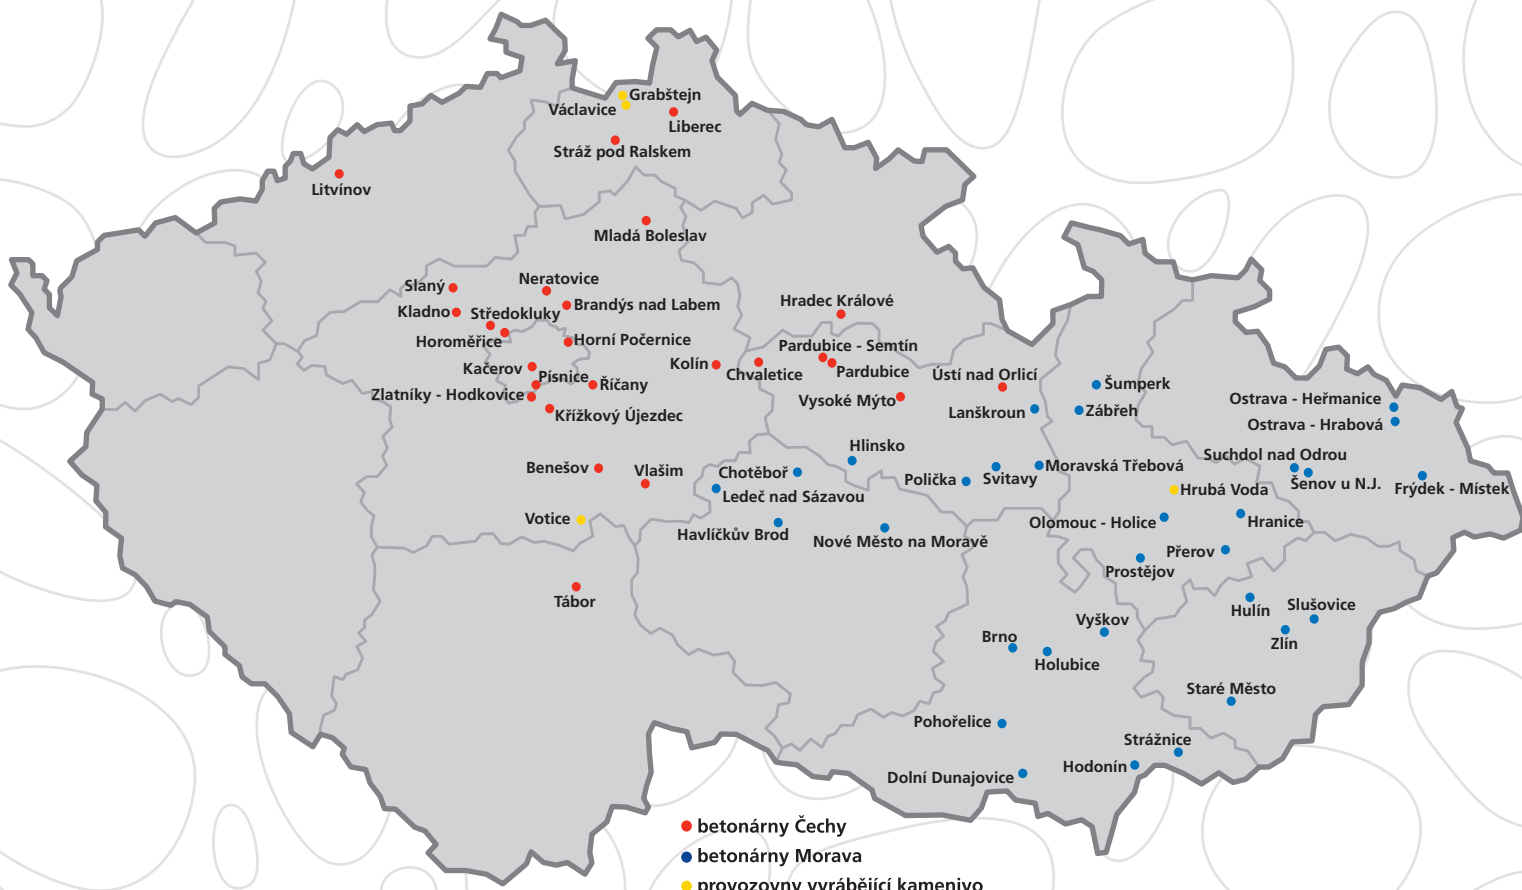 Grabštejn
Václavice
Liberec
Stráž pod Ralskem
Litvínov
Mladá Boleslav
Neratovice
Slaný
Brandýs nad Labem
Hradec Králové
Kladno
Středokluky
Horoměřice
Horní Počernice
Pardubice - Semtín
Kolín
Kačerov
Chvaletice
Pardubice
Písnice
Říčany
Ústí nad Orlicí
Šumperk
Zlatníky - Hodkovice
Vysoké Mýto
Ostrava - Heřmanice
Lanškroun
Zábřeh
Křížkový Újezdec
Ostrava - Hrabová
Hlinsko
Suchdol nad Odrou
Benešov
Vlašim
Chotěboř
Moravská Třebová
Polička
Svitavy
Šenov u N.J.
Frýdek - Místek
Hrubá Voda
Ledeč nad Sázavou
Votice
Olomouc - Holice
Hranice
Havlíčkův Brod
Nové Město na Moravě
Přerov
Prostějov
Tábor
Hulín
Slušovice
Vyškov
Brno
Zlín
Holubice
Staré Město
Pohořelice
Strážnice
Hodonín
Dolní Dunajovice
betonárny Čechy
betonárny Morava
provozovny vyrábějící kamenivo